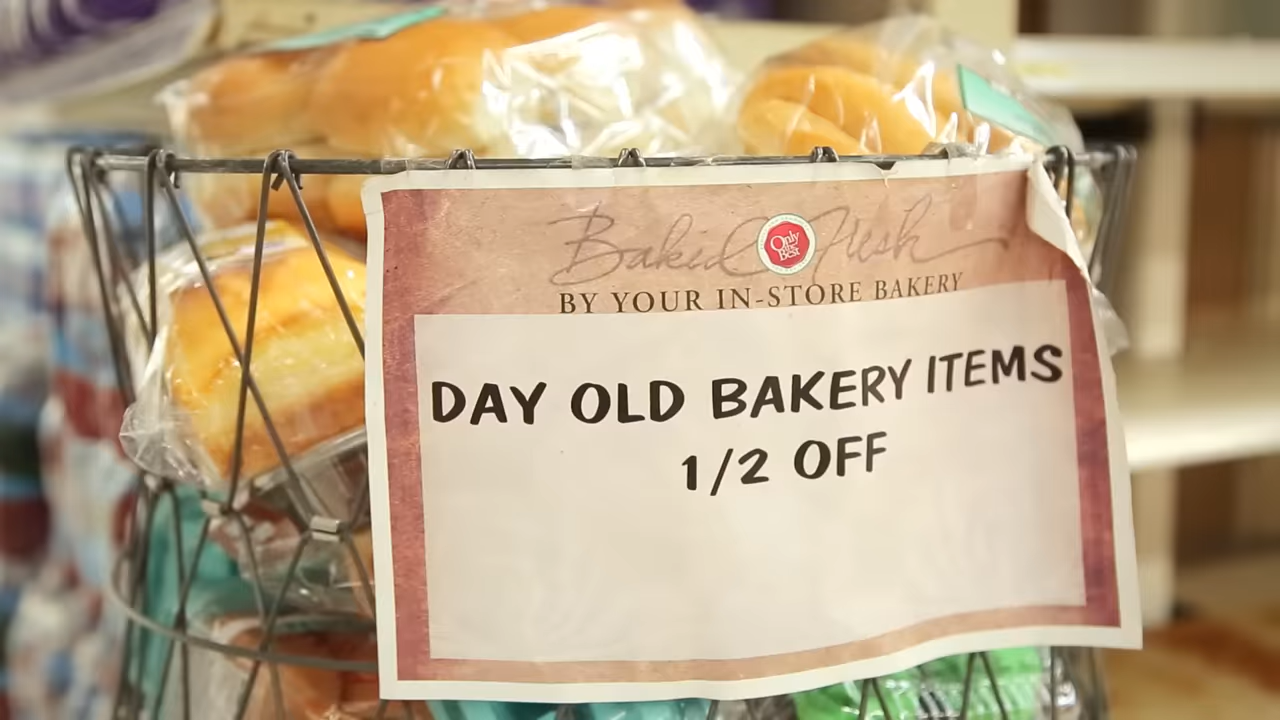 Baked Fresh
Only
the
Best
BY YOUR IN-STORE BAKERY
DAY OLD BAKERY ITEMS
1/2 OFF